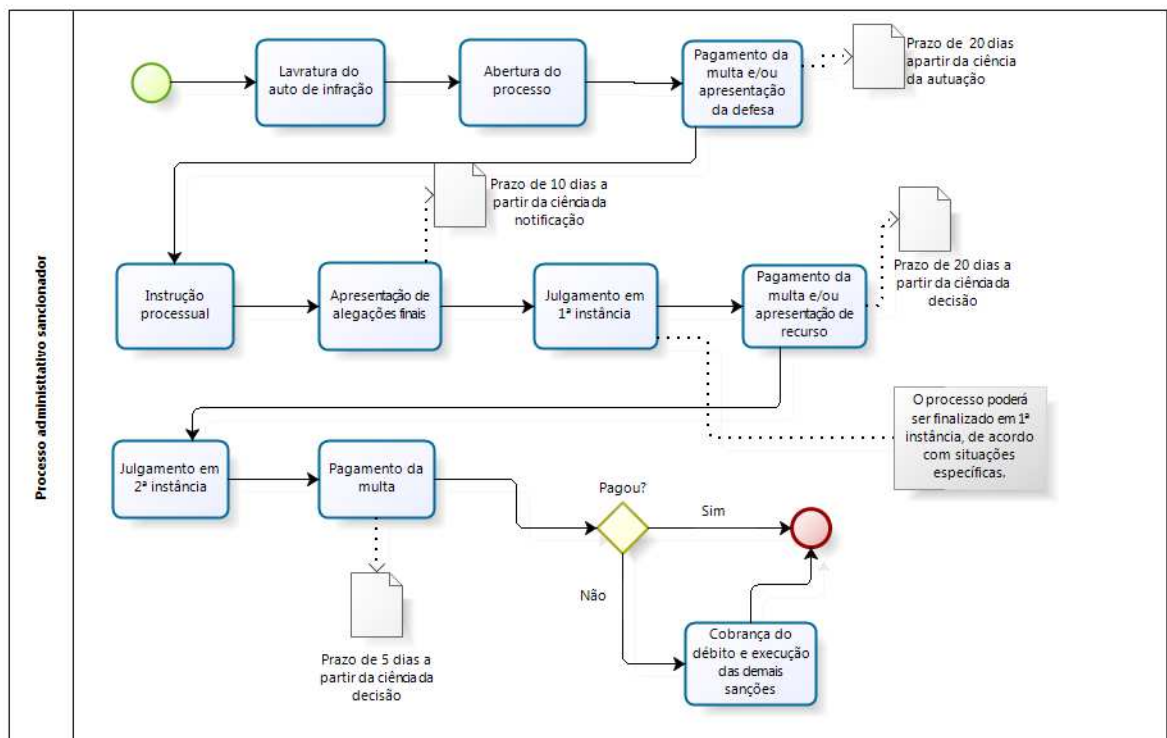 Processo administrativo sancionador
Lavratura do
auto de infração
Abertura do
processo
Pagamento da
multa e/ou
apresentação
da defesa
Prazo de 20 dias
apartir da ciência
da autuação
Prazo de 10 dias a
partir da ciência da
notificação
Instrução
processual
Apresentação de
alegações finais
Julgamento em
1ª instância
Pagamento da
multa e/ou
apresentação de
recurso
Prazo de 20 dias a
partir da ciência da
decisão
O processo poderá
ser finalizado em 1ª
instância, de acordo
com situações
específicas.
Julgamento em
2ª instância
Pagamento da
multa
Prazo de 5 dias a
partir da ciência da
decisão
Pagou?
Sim
Não
Cobrança do
débito e execução
das demais
sanções